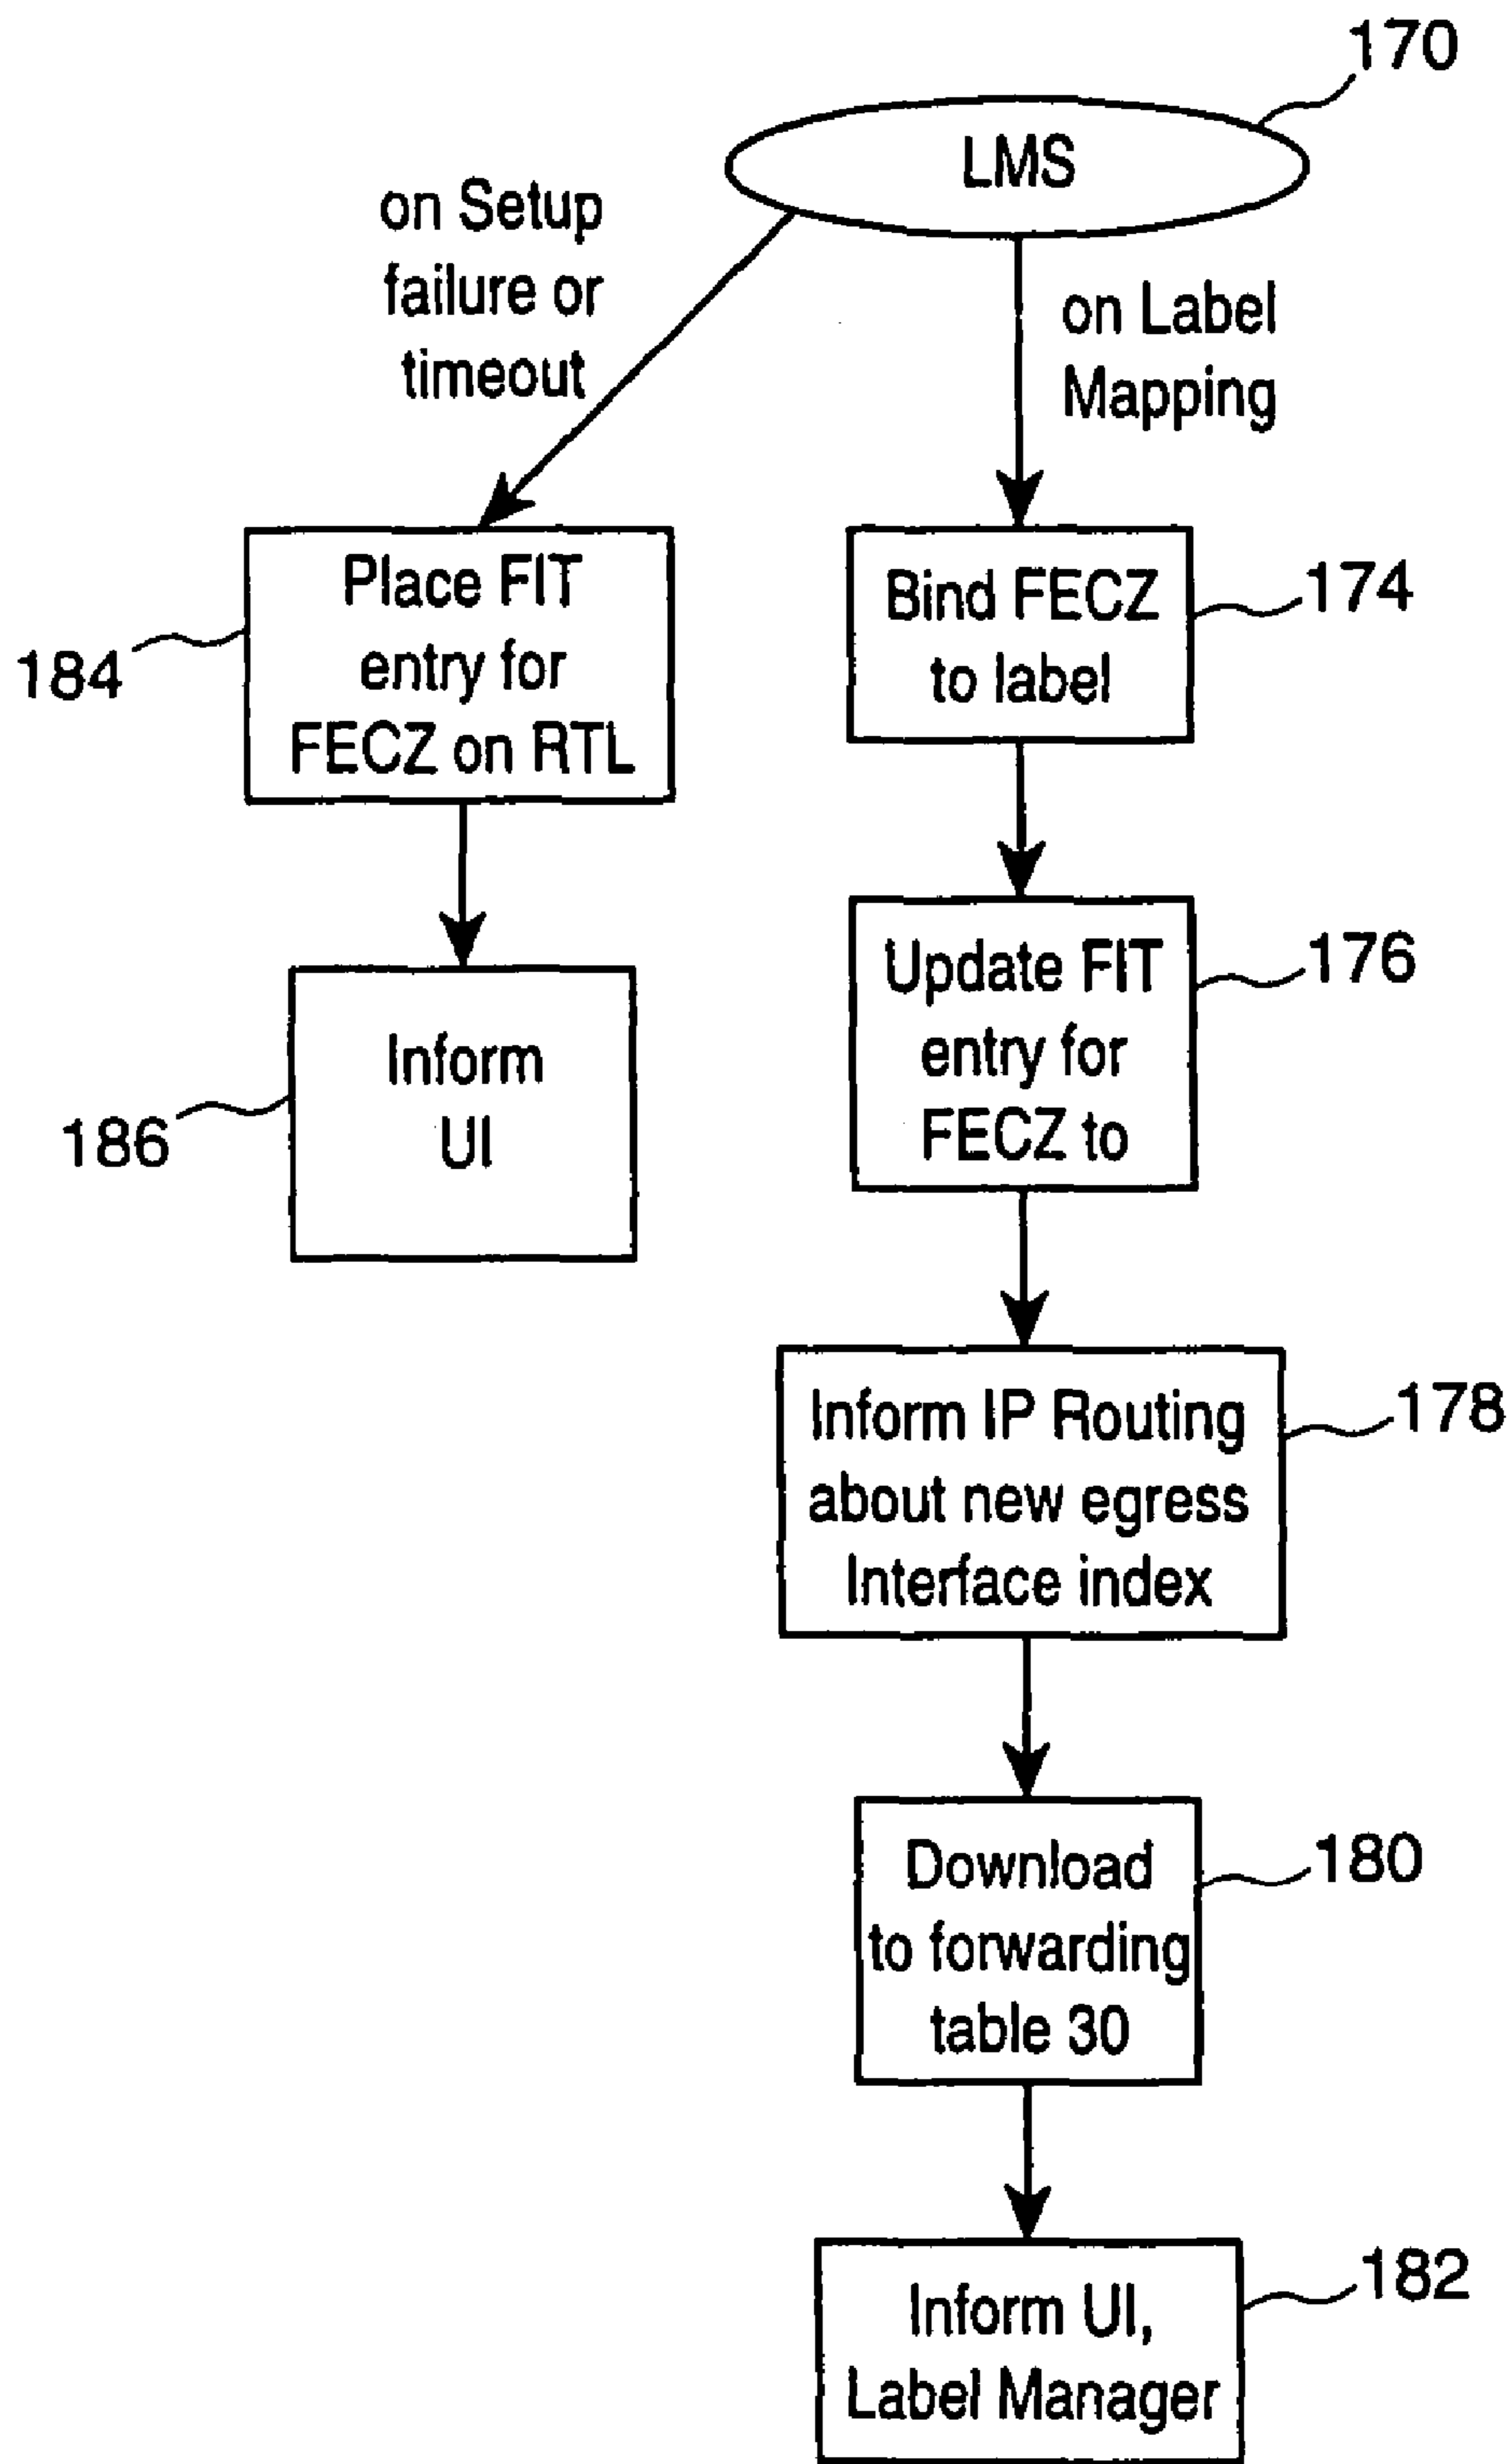 170
LMS
on Setup
failure or
timeout
on Label
Mapping
Place FIT
entry for
FECZ on RTL
184
Bind FECZ
to label
174
Inform
UI
186
Update FIT
entry for
FECZ to
176
Inform IP Routing
about new egress
Interface index
178
Download
to forwarding
table 30
180
Inform UI,
Label Manager
182